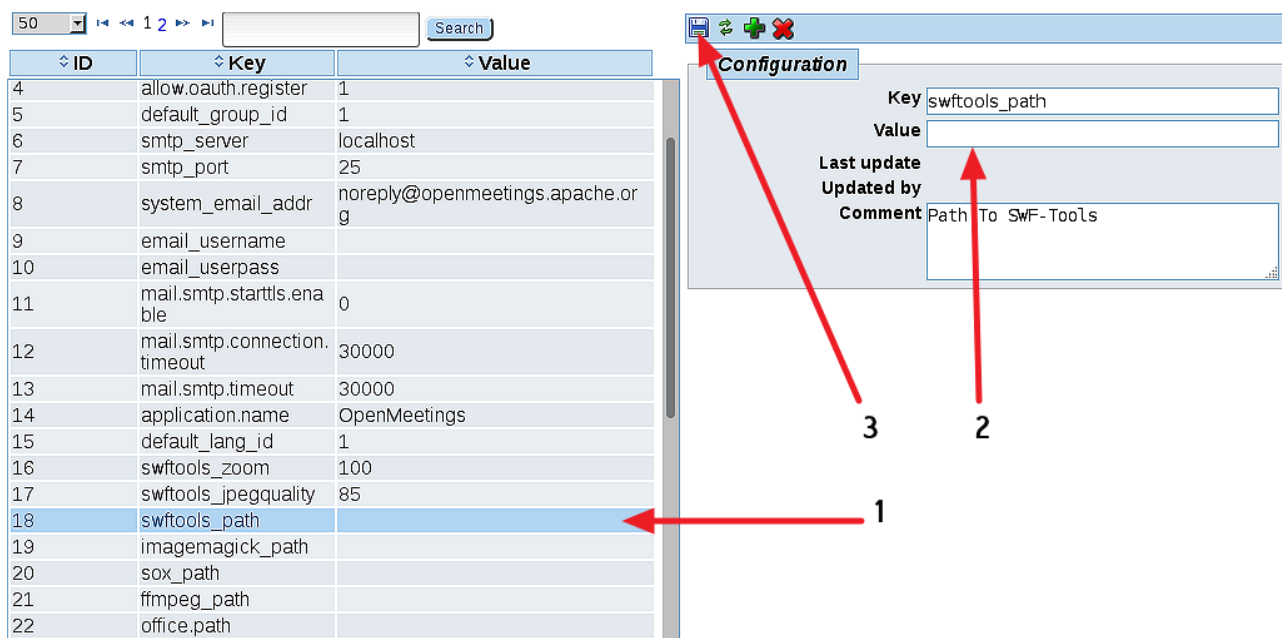 50 1 2 Search
ID Key Value
4 allow.oauth.register 1
5 default_group_id 1
6 smtp_server localhost
7 smtp_port 25
8 system_email_addr noreply@openmeetings.apache.or
g
9 email_username
10 email_userpass
11 mail.smtp.starttls.ena 0
ble
12 mail.smtp.connection. 30000
timeout
13 mail.smtp.timeout 30000
14 application.name OpenMeetings
15 default_lang_id 1
16 swftools_zoom 100
17 swftools_jpegquality 85
18 swftools_path
19 imagemagick_path
20 sox_path
21 ffmpeg_path
22 office.path
Configuration
Key swftools_path
Value
Last update
Updated by
Comment Path To SWF-Tools
3 2
1